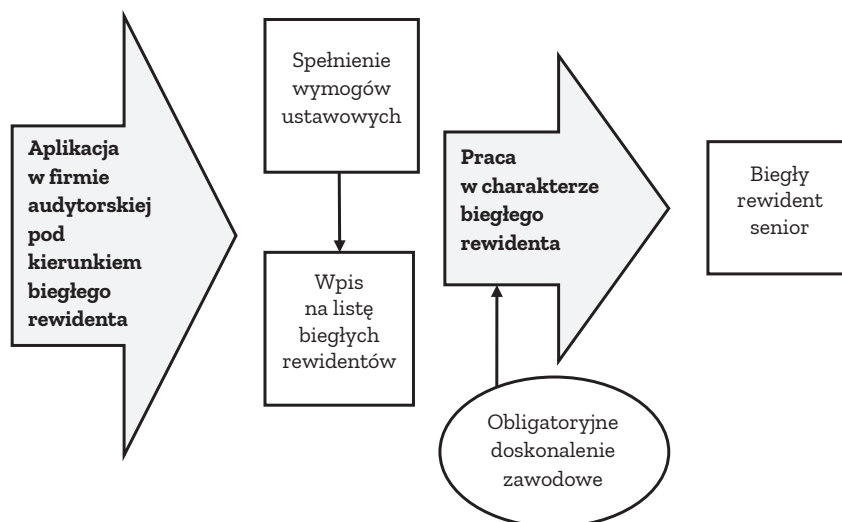 Aplikacja
w firmie
audytorskiej
pod
kierunkiem
biegłego
rewidenta
Spełnienie
wymogów
ustawowych
Wpis
na listę
biegłych
rewidentów
Praca
w charakterze
biegłego
rewidenta
Obligatoryjne
doskonalenie
zawodowe
Biegły
rewident
senior